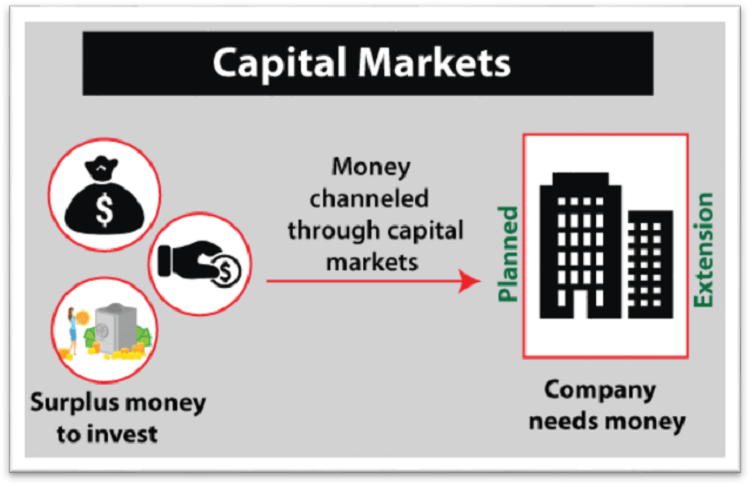 Capital Markets
Money
channeled
through capital
markets
Surplus money
to invest
Planned
Extension
Company
needs money
$
$